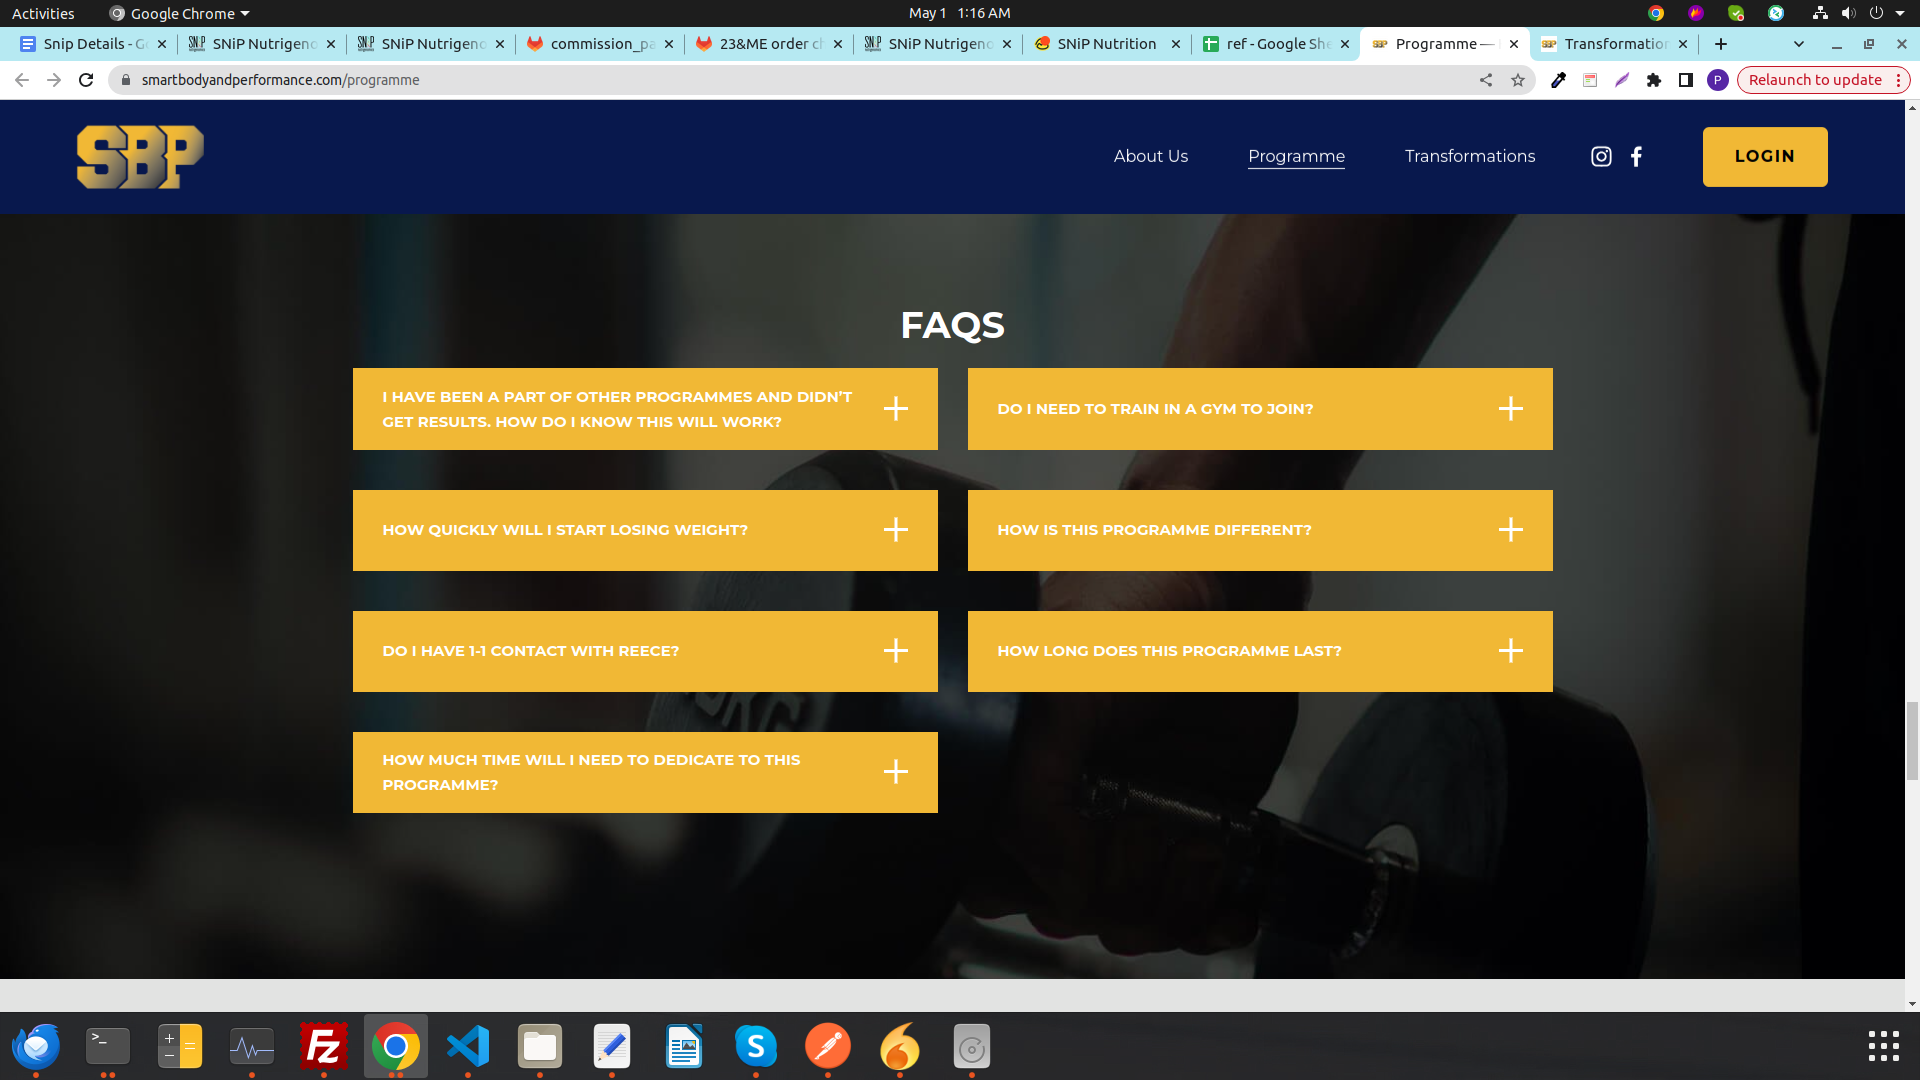 Activities
Google Chrome
May 1 1:16 AM
Snip Details - G
SNiP Nutrigeno
SNiP Nutrigeno
commission_pa
23&ME order c
SNiP Nutrigeno
SNiP Nutrition
ref - Google She
Programme —
Transformation
smartbodyandperformance.com/programme
P
Relaunch to update
SBP
About Us
Programme
Transformations
LOGIN
FAQS
I HAVE BEEN A PART OF OTHER PROGRAMMES AND DIDN'T
GET RESULTS. HOW DO I KNOW THIS WILL WORK?
DO I NEED TO TRAIN IN A GYM TO JOIN?
HOW QUICKLY WILL I START LOSING WEIGHT?
HOW IS THIS PROGRAMME DIFFERENT?
DO I HAVE 1-1 CONTACT WITH REECE?
HOW LONG DOES THIS PROGRAMME LAST?
HOW MUCH TIME WILL I NEED TO DEDICATE TO THIS
PROGRAMME?